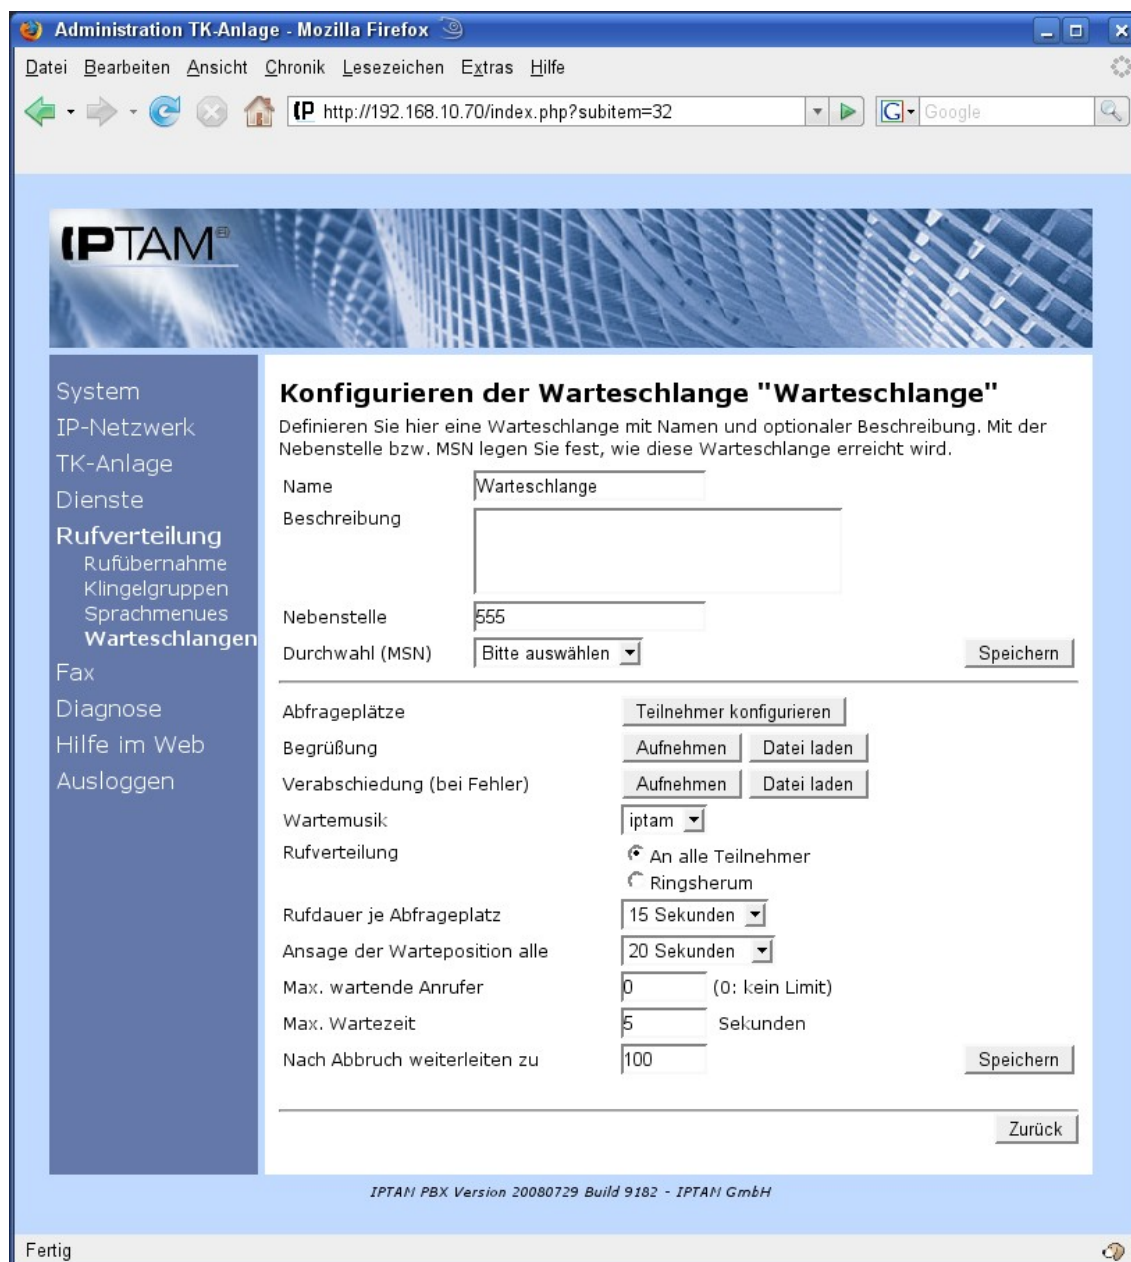 Administration TK-Anlage - Mozilla Firefox
Datei Bearbeiten Ansicht Chronik Lesezeichen Extras Hilfe
http://192.168.10.70/index.php?subitem=32
G Google
IPTAM®
System
IP-Netzwerk
TK-Anlage
Dienste
Rufverteilung
Rufübernahme
Klingelgruppen
Sprachmenues
Warteschlangen
Fax
Diagnose
Hilfe im Web
Ausloggen
Konfigurieren der Warteschlange "Warteschlange"
Definieren Sie hier eine Warteschlange mit Namen und optionaler Beschreibung. Mit der
Nebenstelle bzw. MSN legen Sie fest, wie diese Warteschlange erreicht wird.
Name Warteschlange
Beschreibung
Nebenstelle 555
Durchwahl (MSN) Bitte auswählen Speichern
Abfrageplätze Teilnehmer konfigurieren
Begrüßung Aufnehmen Datei laden
Verabschiedung (bei Fehler) Aufnehmen Datei laden
Wartemusik iptam
Rufverteilung An alle Teilnehmer
Ringsherum
Rufdauer je Abfrageplatz 15 Sekunden
Ansage der Warteposition alle 20 Sekunden
Max. wartende Anrufer 0 (0: kein Limit)
Max. Wartezeit 5 Sekunden
Nach Abbruch weiterleiten zu 100 Speichern
Zurück
IPTAM PBX Version 20080729 Build 9182 - IPTAM GmbH
Fertig